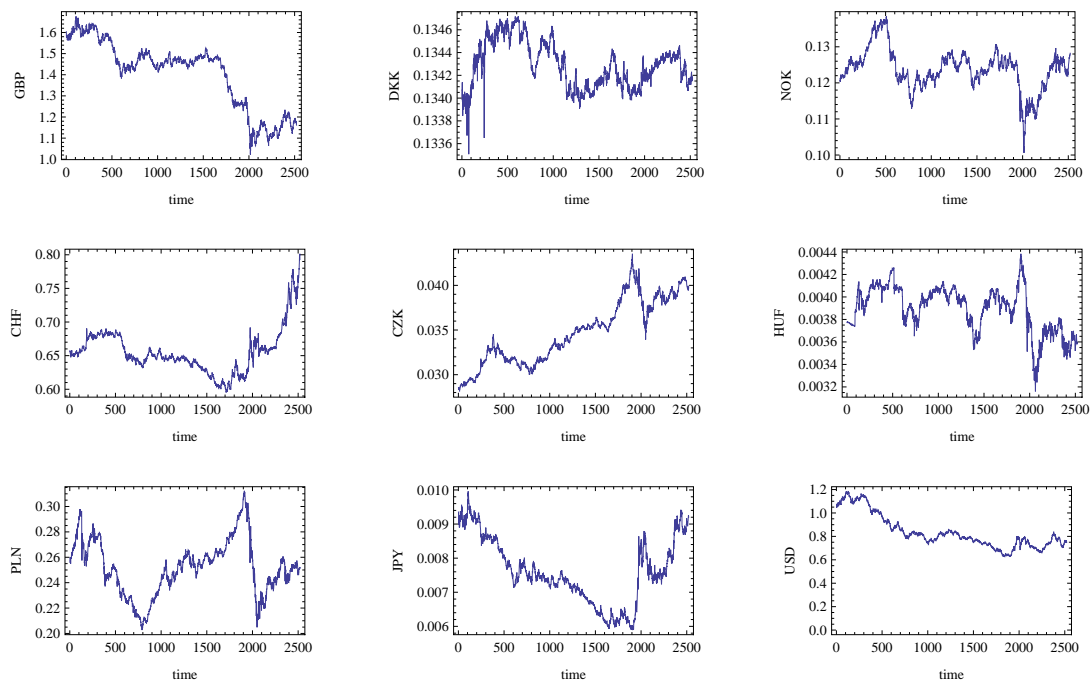 GBP
1.6
1.5
1.4
1.3
1.2
1.1
1.0
0 500 1000 1500 2000 2500
time
DKK
0.1346
0.1344
0.1342
0.1340
0.1338
0.1336
0 500 1000 1500 2000 2500
time
NOK
0.13
0.12
0.11
0.10
0 500 1000 1500 2000 2500
time
CHF
0.80
0.75
0.70
0.65
0.60
0 500 1000 1500 2000 2500
time
CZK
0.040
0.035
0.030
0 500 1000 1500 2000 2500
time
HUF
0.0044
0.0042
0.0040
0.0038
0.0036
0.0034
0.0032
0 500 1000 1500 2000 2500
time
PLN
0.30
0.28
0.26
0.24
0.22
0.20
0 500 1000 1500 2000 2500
time
JPY
0.010
0.009
0.008
0.007
0.006
0 500 1000 1500 2000 2500
time
USD
1.2
1.0
0.8
0.6
0.4
0.2
0.0
0 500 1000 1500 2000 2500
time